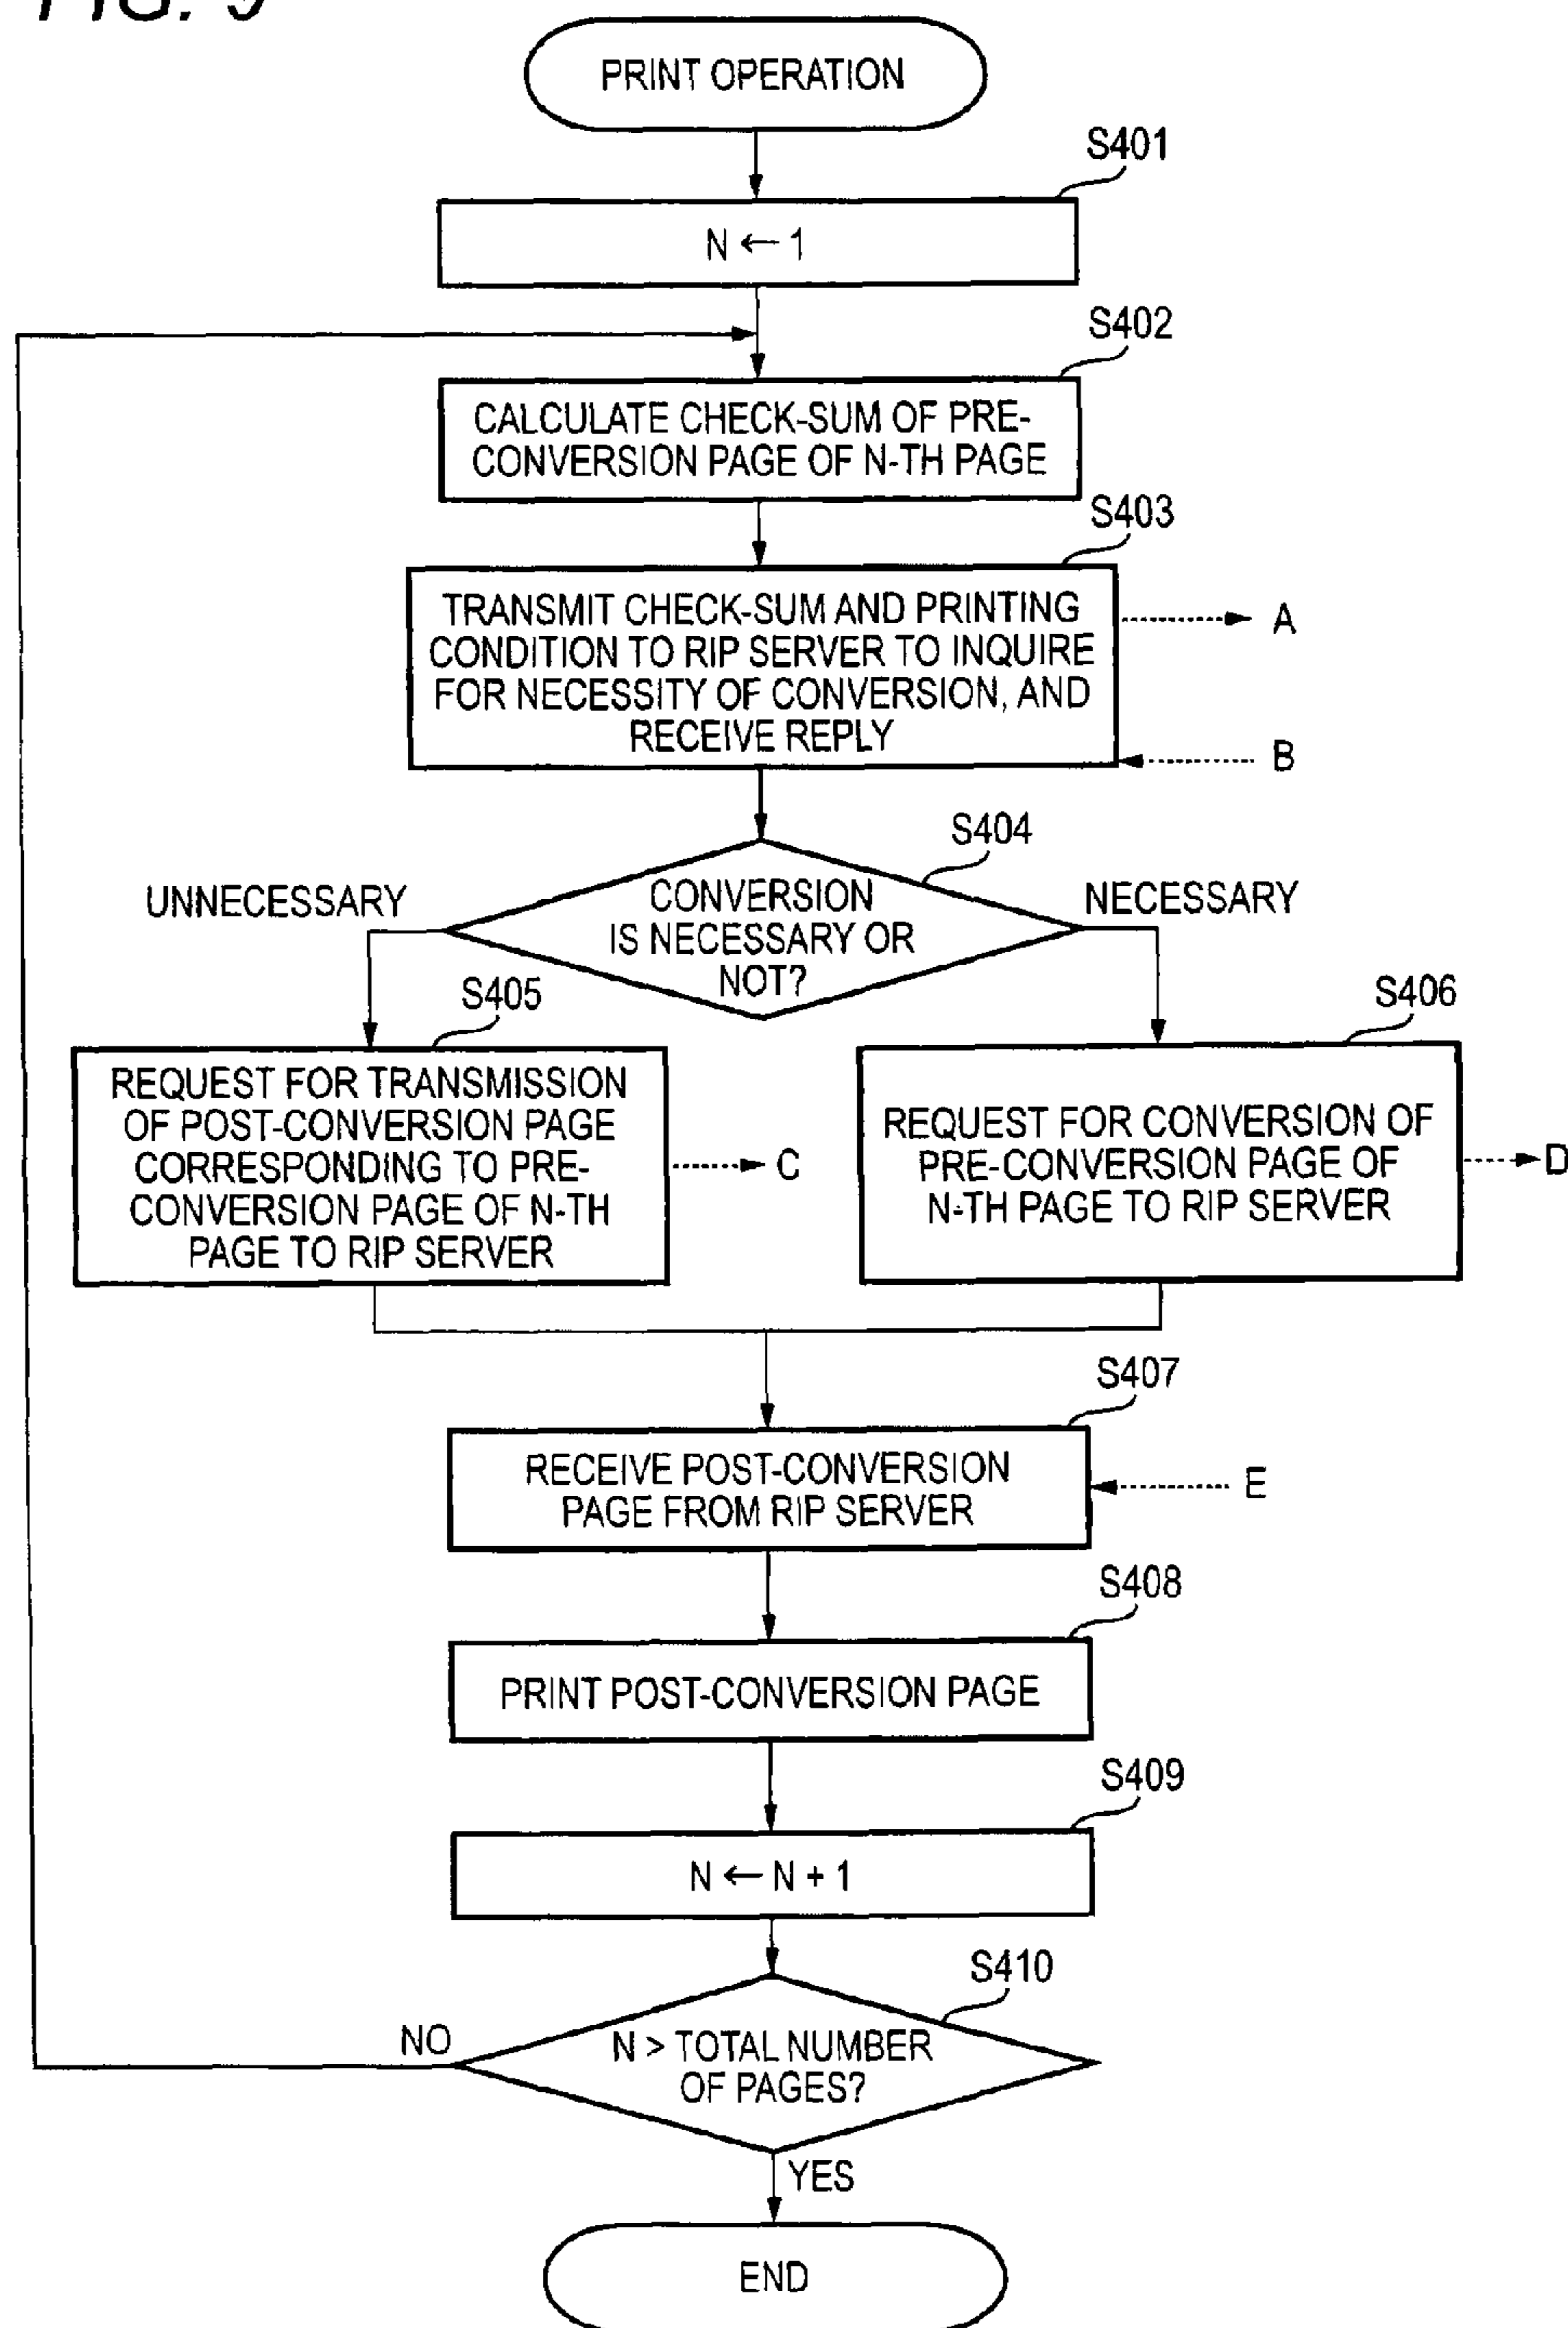 FIG. 9
PRINT OPERATION
S401
N ← 1
S402
CALCULATE CHECK-SUM OF PRE-
CONVERSION PAGE OF N-TH PAGE
S403
TRANSMIT CHECK-SUM AND PRINTING
CONDITION TO RIP SERVER TO INQUIRE
FOR NECESSITY OF CONVERSION, AND
RECEIVE REPLY
A
B
S404
UNNECESSARY
CONVERSION
IS NECESSARY OR
NOT?
NECESSARY
S405
REQUEST FOR TRANSMISSION
OF POST-CONVERSION PAGE
CORRESPONDING TO PRE-
CONVERSION PAGE OF N-TH
PAGE TO RIP SERVER
C
S406
REQUEST FOR CONVERSION OF
PRE-CONVERSION PAGE OF
N-TH PAGE TO RIP SERVER
D
S407
RECEIVE POST-CONVERSION
PAGE FROM RIP SERVER
E
S408
PRINT POST-CONVERSION PAGE
S409
N ← N + 1
S410
NO
N > TOTAL NUMBER
OF PAGES?
YES
END